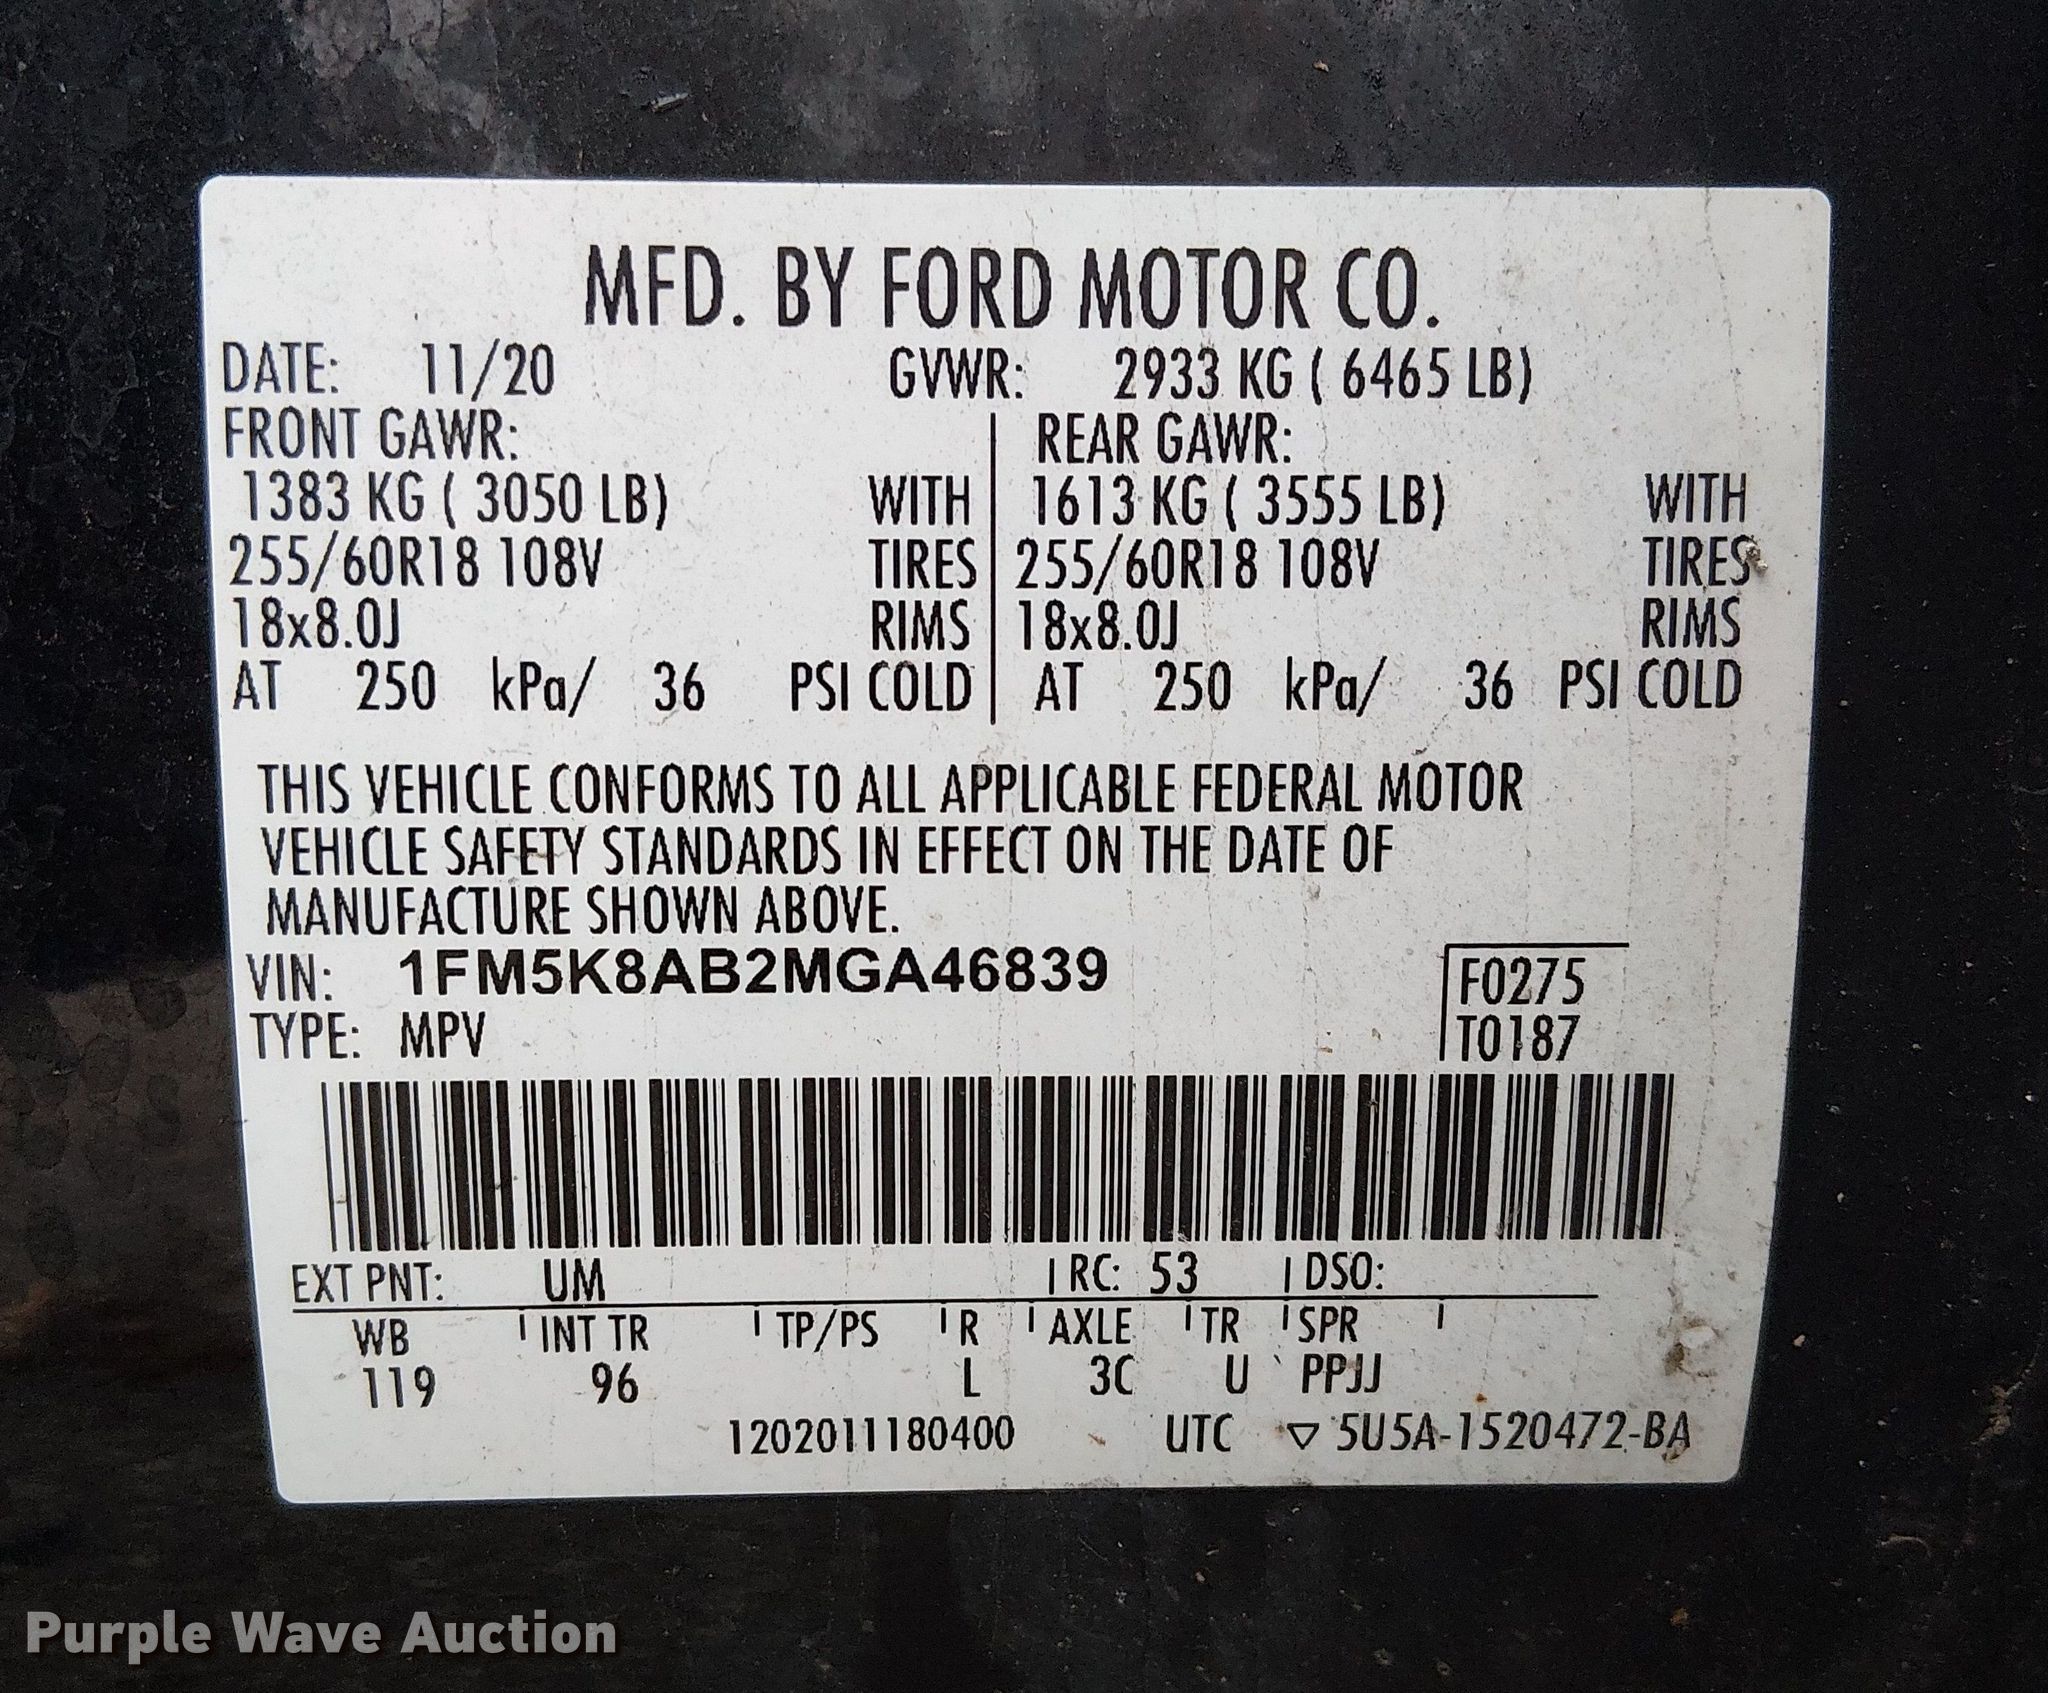 MFD. BY FORD MOTOR CO.
DATE: 11/20 GVWR: 2933 KG ( 6465 LB)
FRONT GAWR: REAR GAWR:
1383 KG ( 3050 LB) WITH 1613 KG ( 3555 LB) WITH
255/60R18 108V TIRES 255/60R18 108V TIRES
18x8.0J RIMS 18x8.0J RIMS
AT 250 kPa/ 36 PSI COLD AT 250 kPa/ 36 PSI COLD
THIS VEHICLE CONFORMS TO ALL APPLICABLE FEDERAL MOTOR
VEHICLE SAFETY STANDARDS IN EFFECT ON THE DATE OF
MANUFACTURE SHOWN ABOVE.
VIN: 1FM5K8AB2MGA46839 F0275
TYPE: MPV T0187
EXT PNT: UM RC: 53 DSO:
WB INT TR TP/PS R AXLE TR SPR
119 96 L 3C U PPJJ
1202011180400 UTC ▽ 5U5A-1520472-BA
Purple Wave Auction